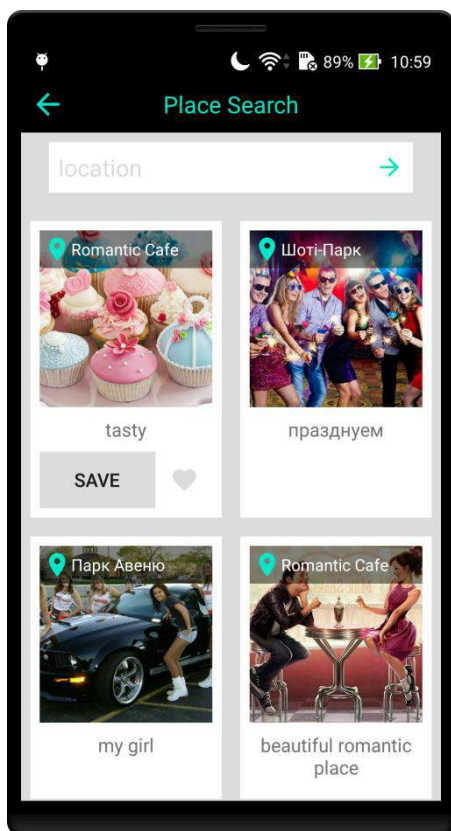 89% 10:59
Place Search
location
Romantic Cafe
tasty
SAVE
Шоті-Парк
празднуем
Парк Авеню
my girl
Romantic Cafe
beautiful romantic
place